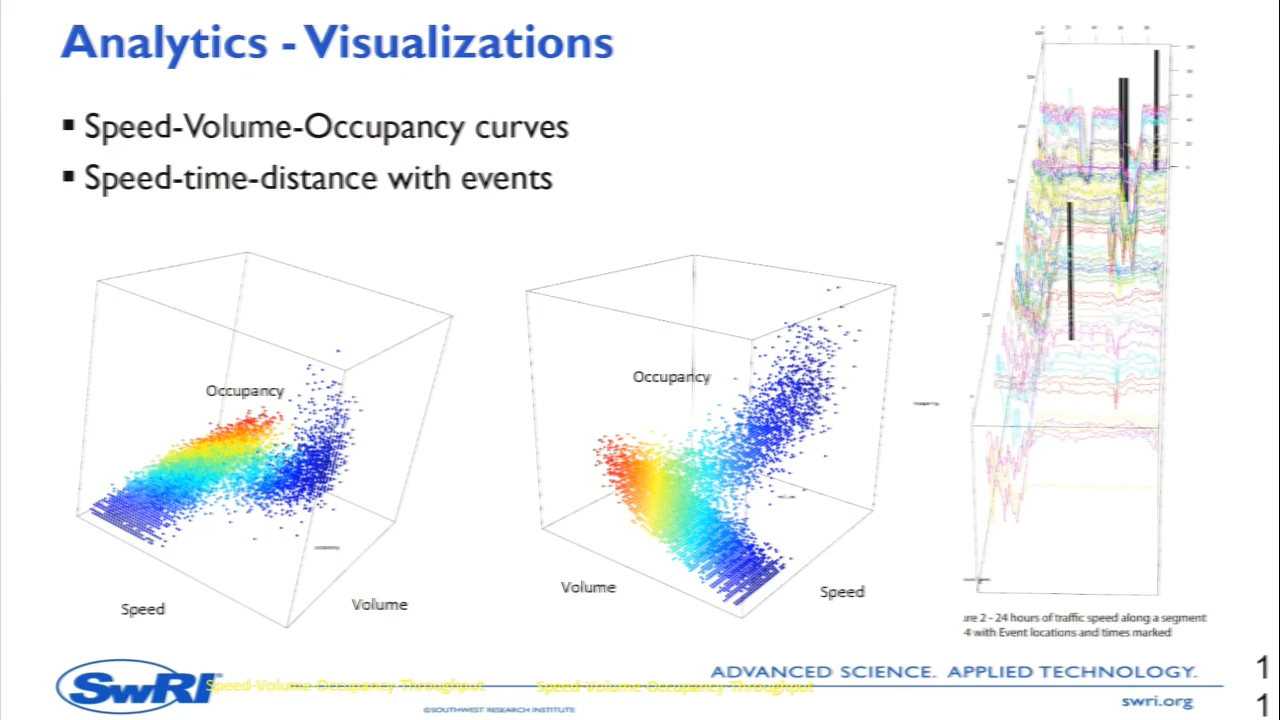 Analytics - Visualizations
▪ Speed-Volume-Occupancy curves
▪ Speed-time-distance with events
Occupancy
Speed
Volume
Occupancy
Volume
Speed
ure 2 - 24 hours of traffic speed along a segment
4 with Event locations and times marked
SwRI
Speed-Volume-Occupancy Throughput
Speed-Volume-Occupancy Throughput
©SOUTHWEST RESEARCH INSTITUTE
ADVANCED SCIENCE. APPLIED TECHNOLOGY.
swri.org
1
1